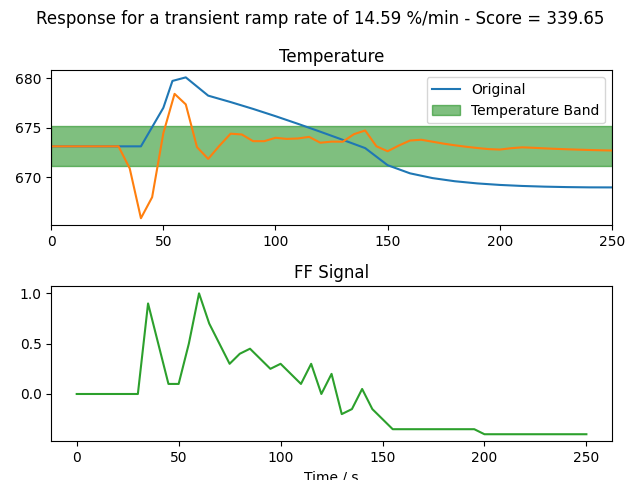 Response for a transient ramp rate of 14.59 %/min - Score = 339.65
Temperature
680
675
670
Original
Temperature Band
0 50 100 150 200 250
FF Signal
1.0
0.5
0.0
0 50 100 150 200 250
Time / s